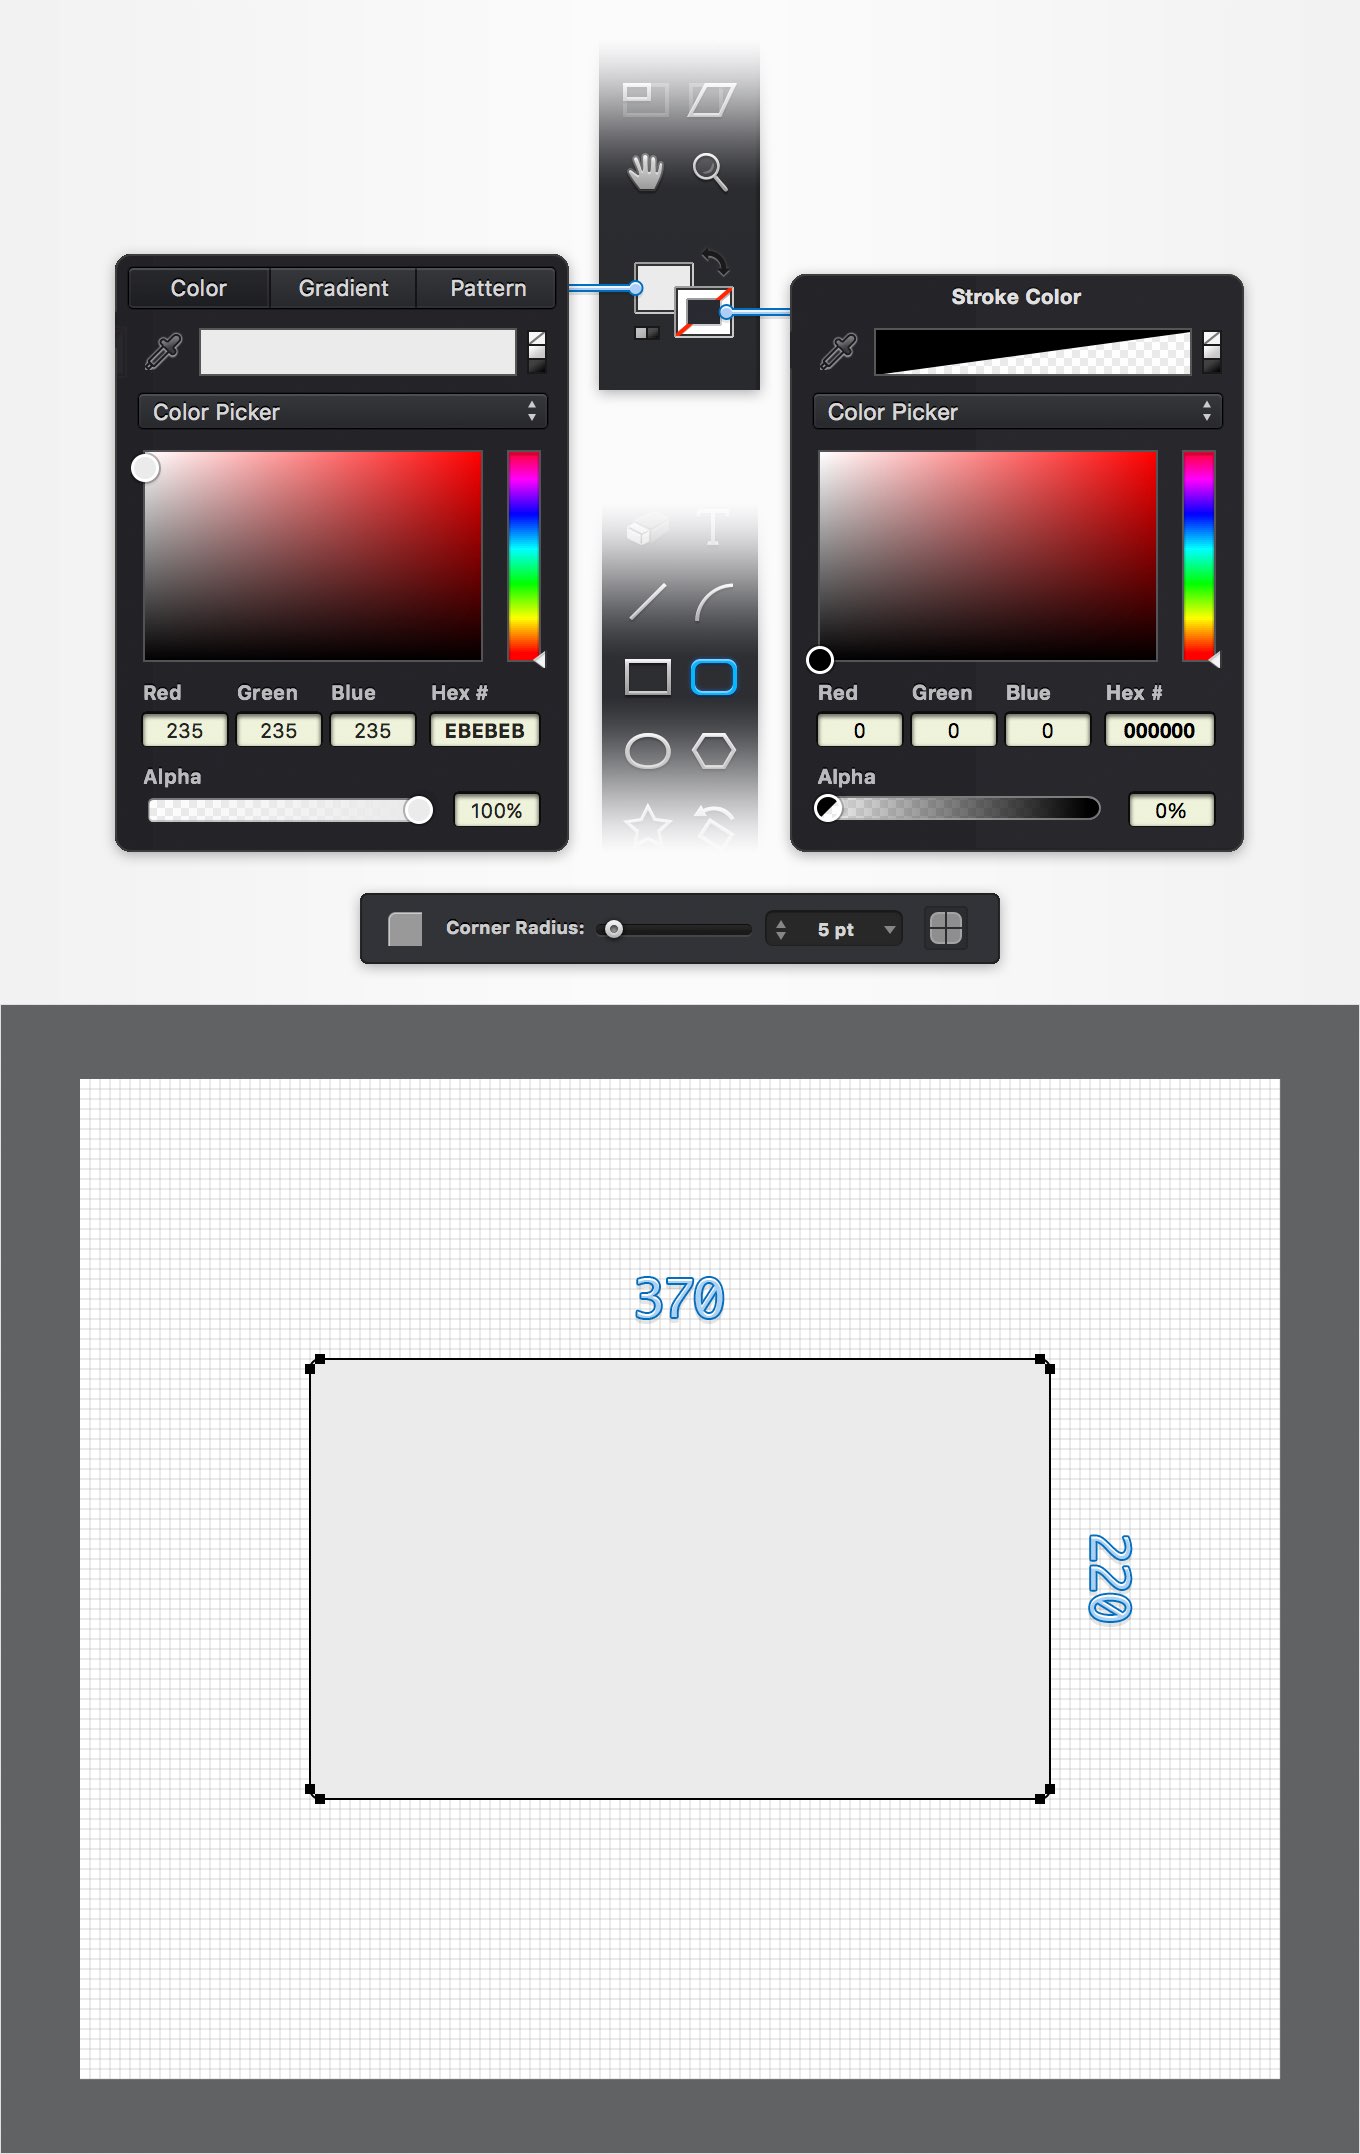 Color Gradient Pattern
Color Picker
Red Green Blue Hex #
235 235 235 EBEBEB
Alpha
100%
T
Stroke Color
Color Picker
Red Green Blue Hex #
0 0 0 000000
Alpha
0%
Corner Radius: 5 pt
370
220